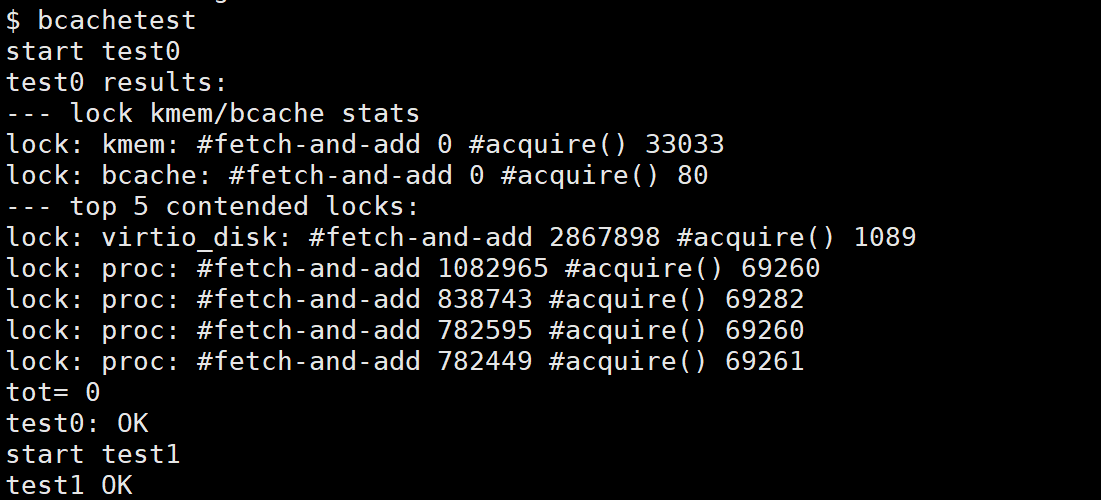 $ bcachetest
start test0
test0 results:
--- lock kmem/bcache stats
lock: kmem: #fetch-and-add 0 #acquire() 33033
lock: bcache: #fetch-and-add 0 #acquire() 80
--- top 5 contended locks:
lock: virtio_disk: #fetch-and-add 2867898 #acquire() 1089
lock: proc: #fetch-and-add 1082965 #acquire() 69260
lock: proc: #fetch-and-add 838743 #acquire() 69282
lock: proc: #fetch-and-add 782595 #acquire() 69260
lock: proc: #fetch-and-add 782449 #acquire() 69261
tot= 0
test0: OK
start test1
test1 OK